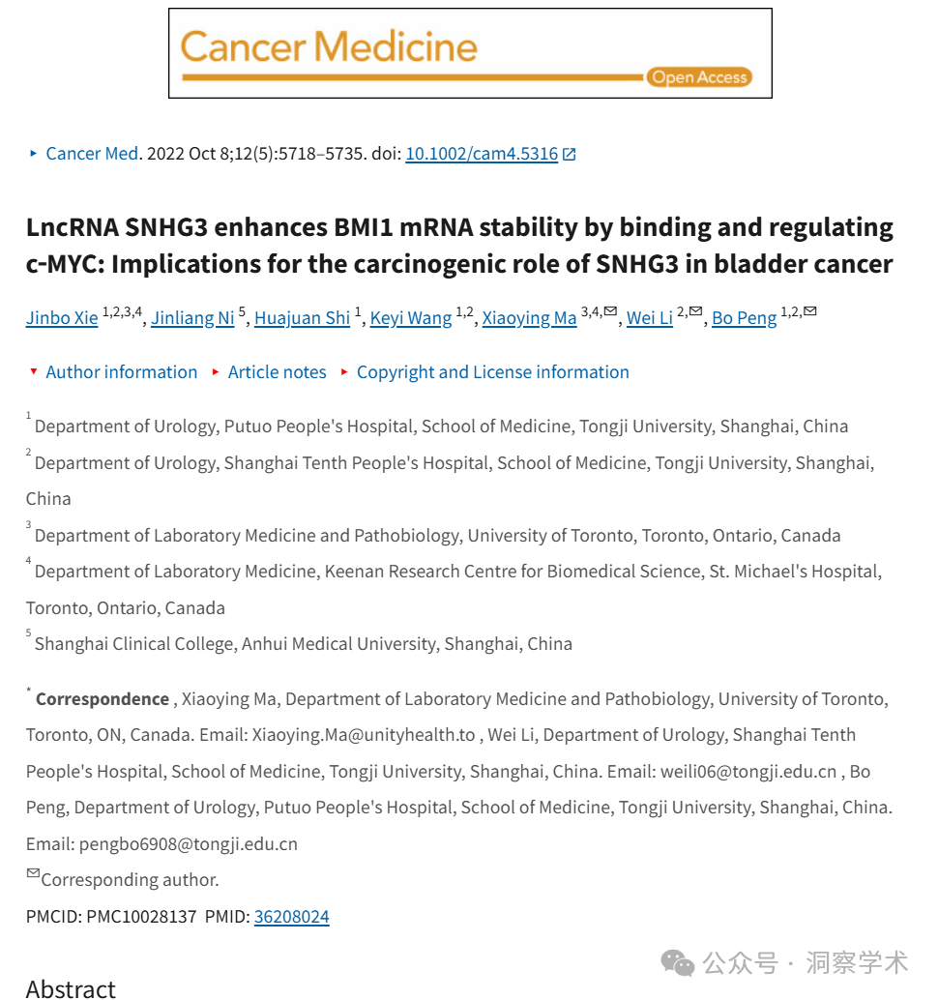 Cancer Medicine
Open Access
Cancer Med. 2022 Oct 8;12(5):5718–5735. doi: 10.1002/cam4.5316
LncRNA SNHG3 enhances BMI1 mRNA stability by binding and regulating
c-MYC: Implications for the carcinogenic role of SNHG3 in bladder cancer
Jinbo Xie 1,2,3,4, Jinliang Ni 5, Huajuan Shi 1, Keyi Wang 1,2, Xiaoying Ma 3,4,✉, Wei Li 2,✉, Bo Peng 1,2,✉
Author information Article notes Copyright and License information
1 Department of Urology, Putuo People's Hospital, School of Medicine, Tongji University, Shanghai, China
2 Department of Urology, Shanghai Tenth People's Hospital, School of Medicine, Tongji University, Shanghai,
China
3 Department of Laboratory Medicine and Pathobiology, University of Toronto, Toronto, Ontario, Canada
4 Department of Laboratory Medicine, Keenan Research Centre for Biomedical Science, St. Michael's Hospital,
Toronto, Ontario, Canada
5 Shanghai Clinical College, Anhui Medical University, Shanghai, China
* Correspondence , Xiaoying Ma, Department of Laboratory Medicine and Pathobiology, University of Toronto,
Toronto, ON, Canada. Email: Xiaoying.Ma@unityhealth.to , Wei Li, Department of Urology, Shanghai Tenth
People's Hospital, School of Medicine, Tongji University, Shanghai, China. Email: weili06@tongji.edu.cn , Bo
Peng, Department of Urology, Putuo People's Hospital, School of Medicine, Tongji University, Shanghai, China.
Email: pengbo6908@tongji.edu.cn
✉Corresponding author.
PMCID: PMC10028137 PMID: 36208024
公众号 · 洞察学术
Abstract